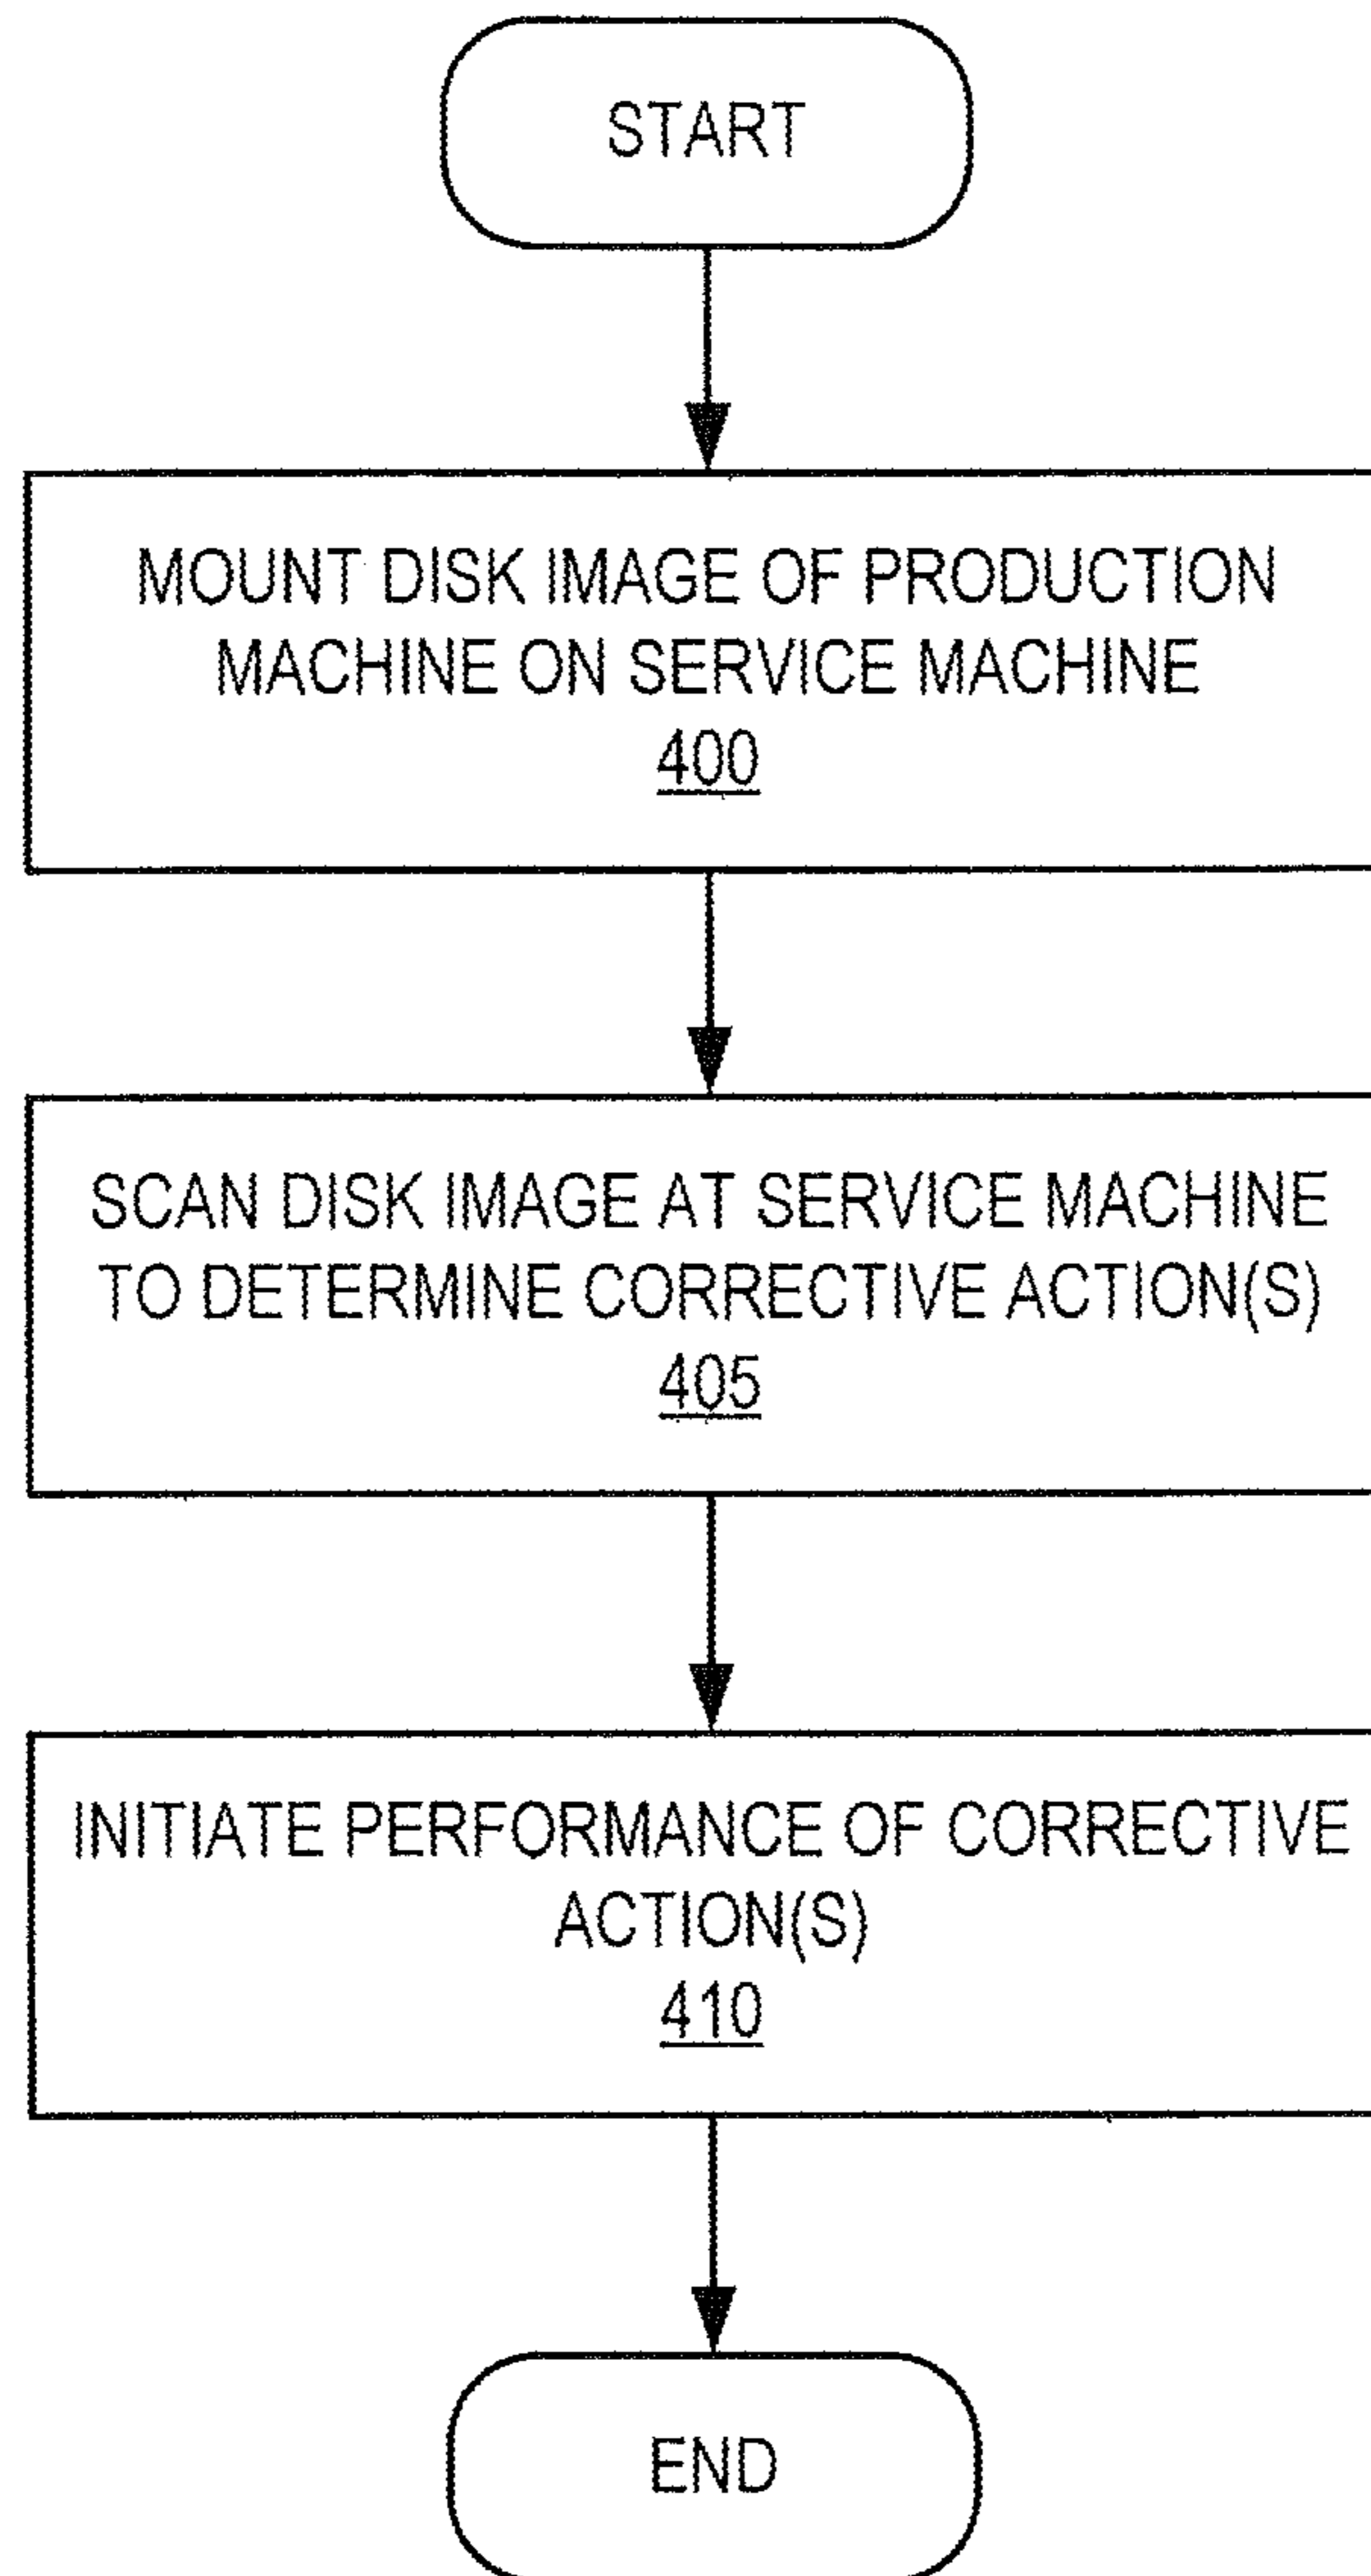 START
MOUNT DISK IMAGE OF PRODUCTION
MACHINE ON SERVICE MACHINE
400
SCAN DISK IMAGE AT SERVICE MACHINE
TO DETERMINE CORRECTIVE ACTION(S)
405
INITIATE PERFORMANCE OF CORRECTIVE
ACTION(S)
410
END